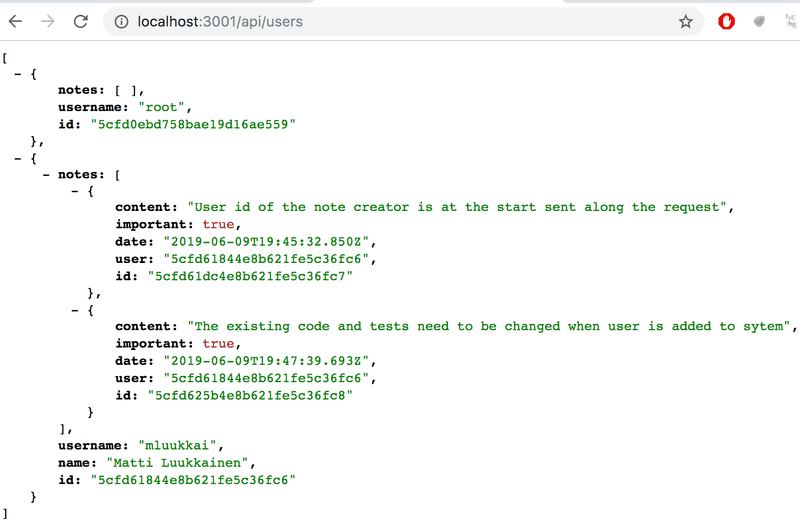 localhost:3001/api/users
[
- {
notes: [ ],
username: "root",
id: "5cfd0ebd758bae19d16ae559"
},
- {
- notes: [
- {
content: "User id of the note creator is at the start sent along the request",
important: true,
date: "2019-06-09T19:45:32.850Z",
user: "5cfd61844e8b621fe5c36fc6",
id: "5cfd61dc4e8b621fe5c36fc7"
},
- {
content: "The existing code and tests need to be changed when user is added to sytem",
important: true,
date: "2019-06-09T19:47:39.693Z",
user: "5cfd61844e8b621fe5c36fc6",
id: "5cfd625b4e8b621fe5c36fc8"
}
],
username: "mluukkai",
name: "Matti Luukkainen",
id: "5cfd61844e8b621fe5c36fc6"
}
]